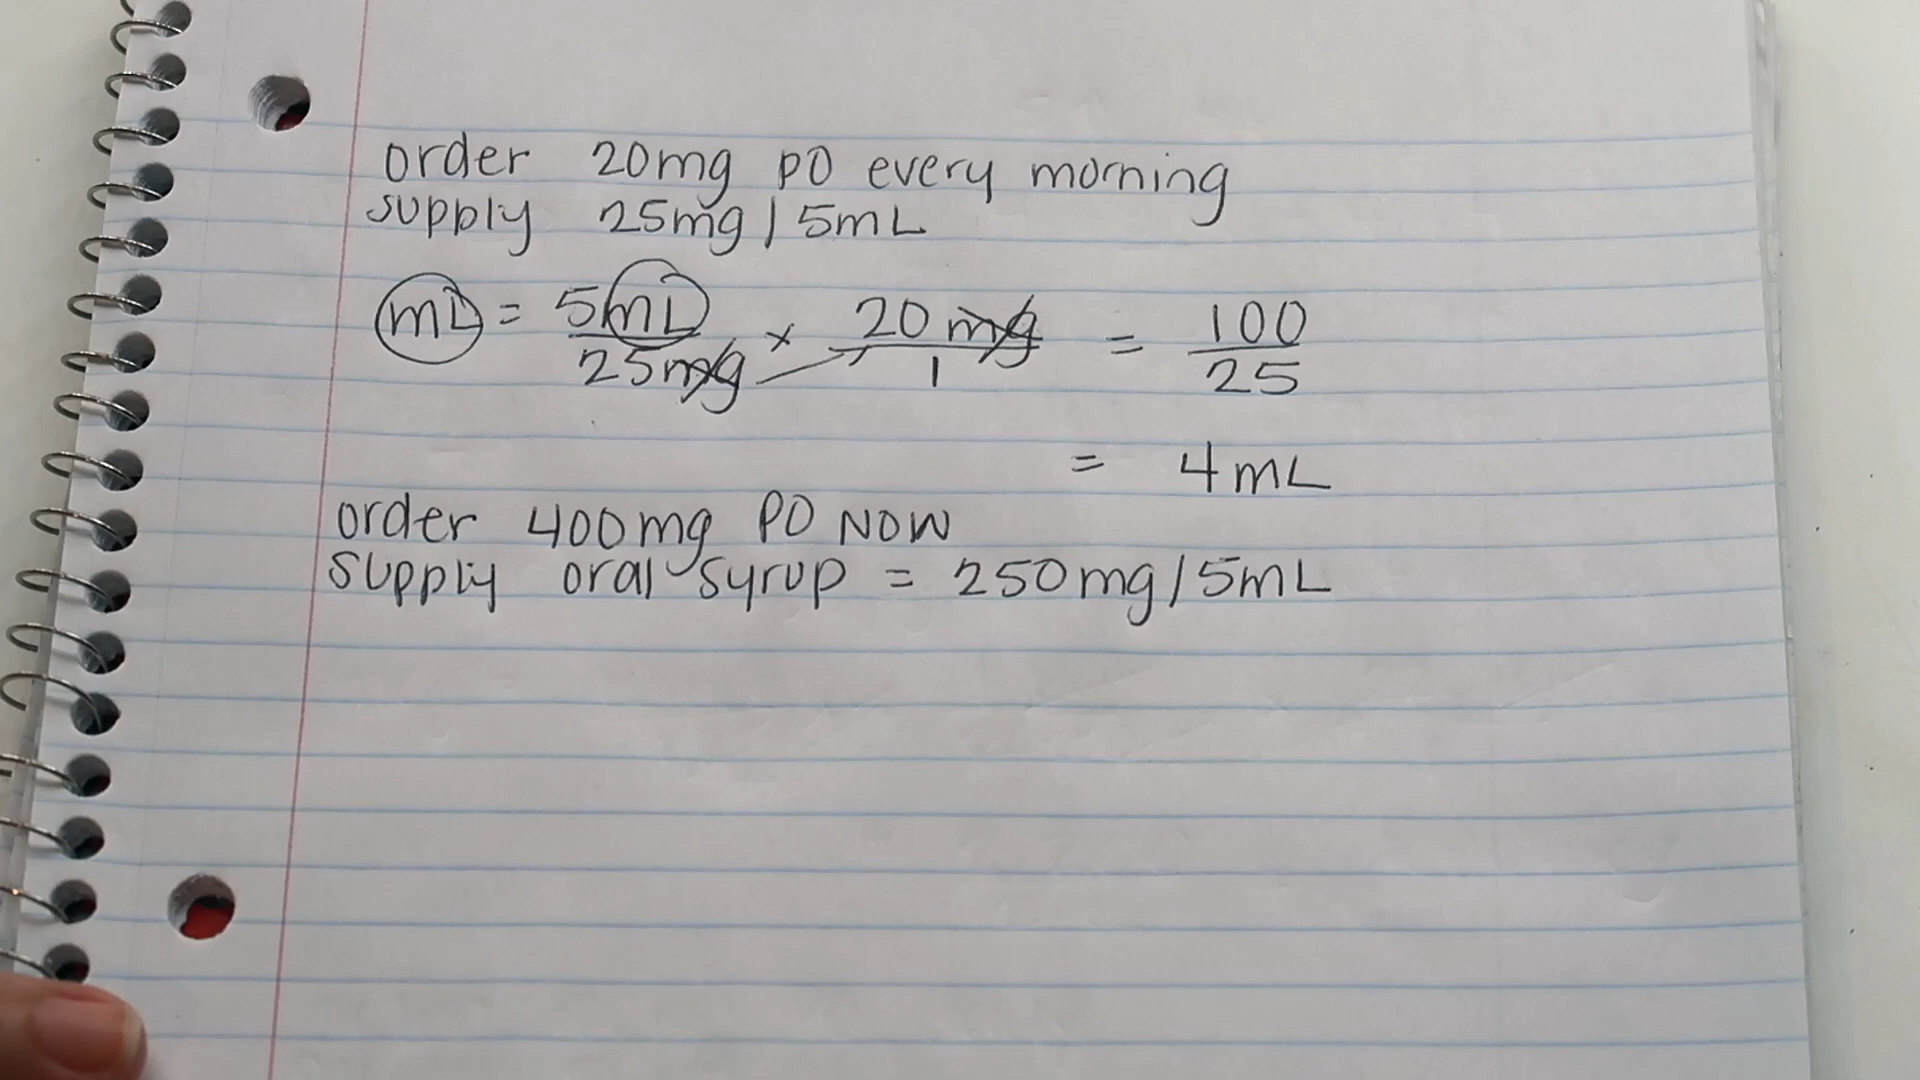 order 20mg PO every morning
supply 25mg/5mL
mL = 5mL/25mg × 20mg/1 = 100/25
= 4mL
order 400mg PO NOW
supply oral syrup = 250mg/5mL